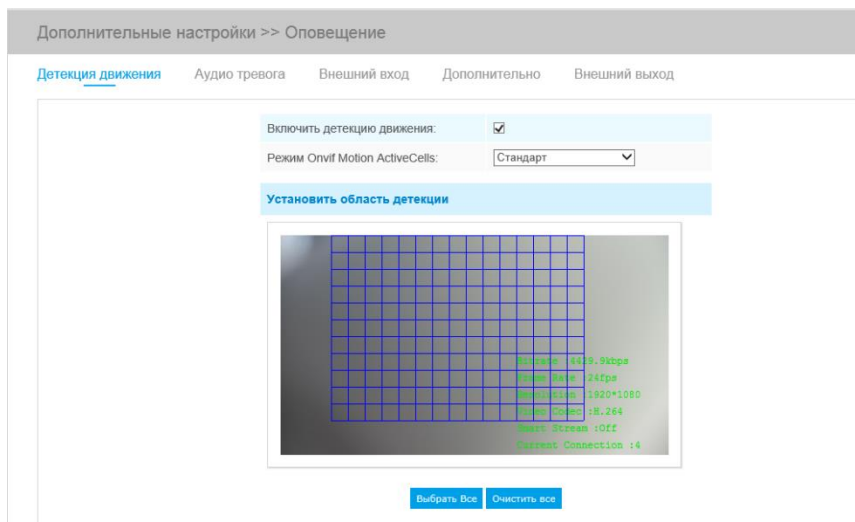 Дополнительные настройки >> Оповещение
Детекция движения Аудио тревога Внешний вход Дополнительно Внешний выход
Включить детекцию движения:
Режим Onvif Motion ActiveCells: Стандарт
Установить область детекции
Bitrate :4429.9kbps
Frame Rate :24fps
Resolution :1920*1080
Video Codec :H.264
Smart Stream :Off
Current Connection :4
Выбрать Все Очистить все